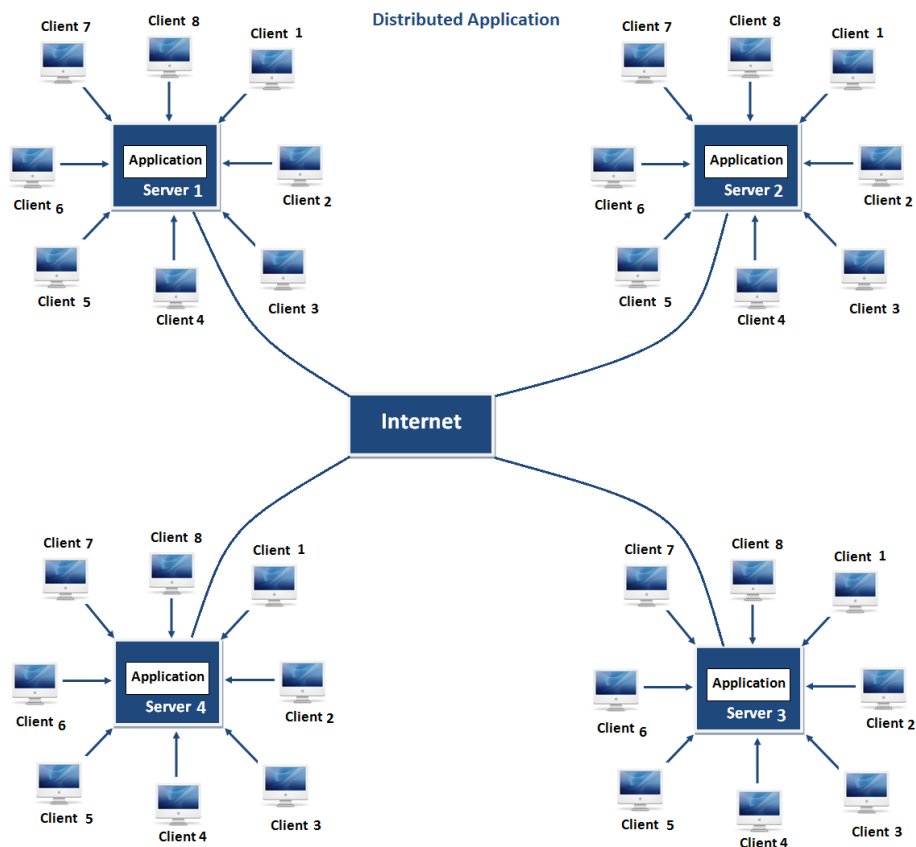 Distributed Application
Client 7
Client 8
Client 1
Application
Server 1
Client 6
Client 2
Client 5
Client 4
Client 3
Client 7
Client 8
Client 1
Application
Server 2
Client 6
Client 2
Client 5
Client 4
Client 3
Internet
Client 7
Client 8
Client 1
Application
Server 4
Client 6
Client 2
Client 5
Client 4
Client 3
Client 7
Client 8
Client 1
Application
Server 3
Client 6
Client 2
Client 5
Client 4
Client 3